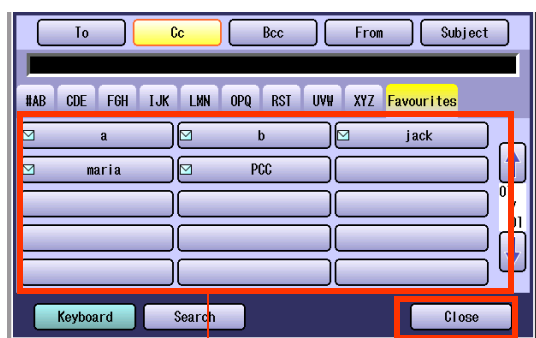 To Cc Bcc From Subject
#AB CDE FGH IJK LMN OPQ RST UVW XYZ Favourites
a b jack
maria PCC
Keyboard Search Close